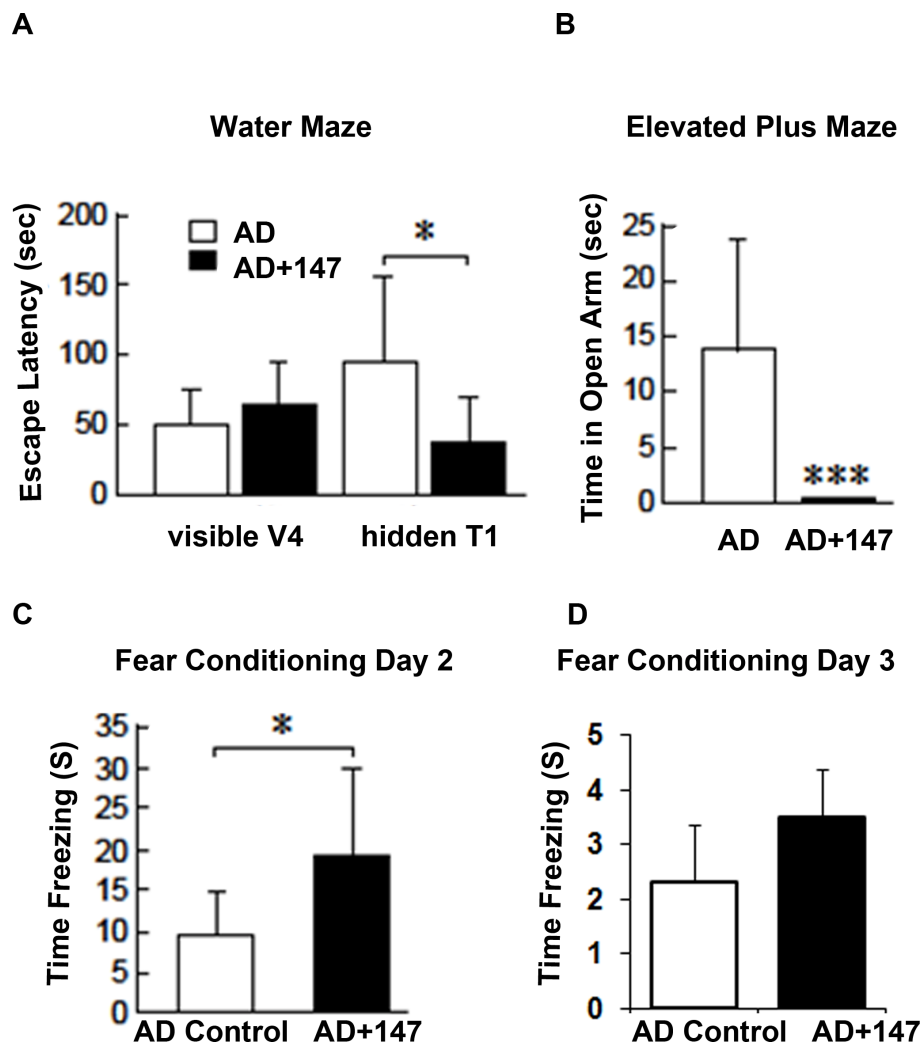 A
Water Maze
Escape Latency (sec)
200
150
100
50
0
AD
AD+147
*
visible V4
hidden T1
B
Elevated Plus Maze
Time in Open Arm (sec)
25
20
15
10
5
0
***
AD
AD+147
C
Fear Conditioning Day 2
Time Freezing (S)
35
30
25
20
15
10
5
0
*
AD Control
AD+147
D
Fear Conditioning Day 3
Time Freezing (S)
5
4
3
2
1
0
AD Control
AD+147